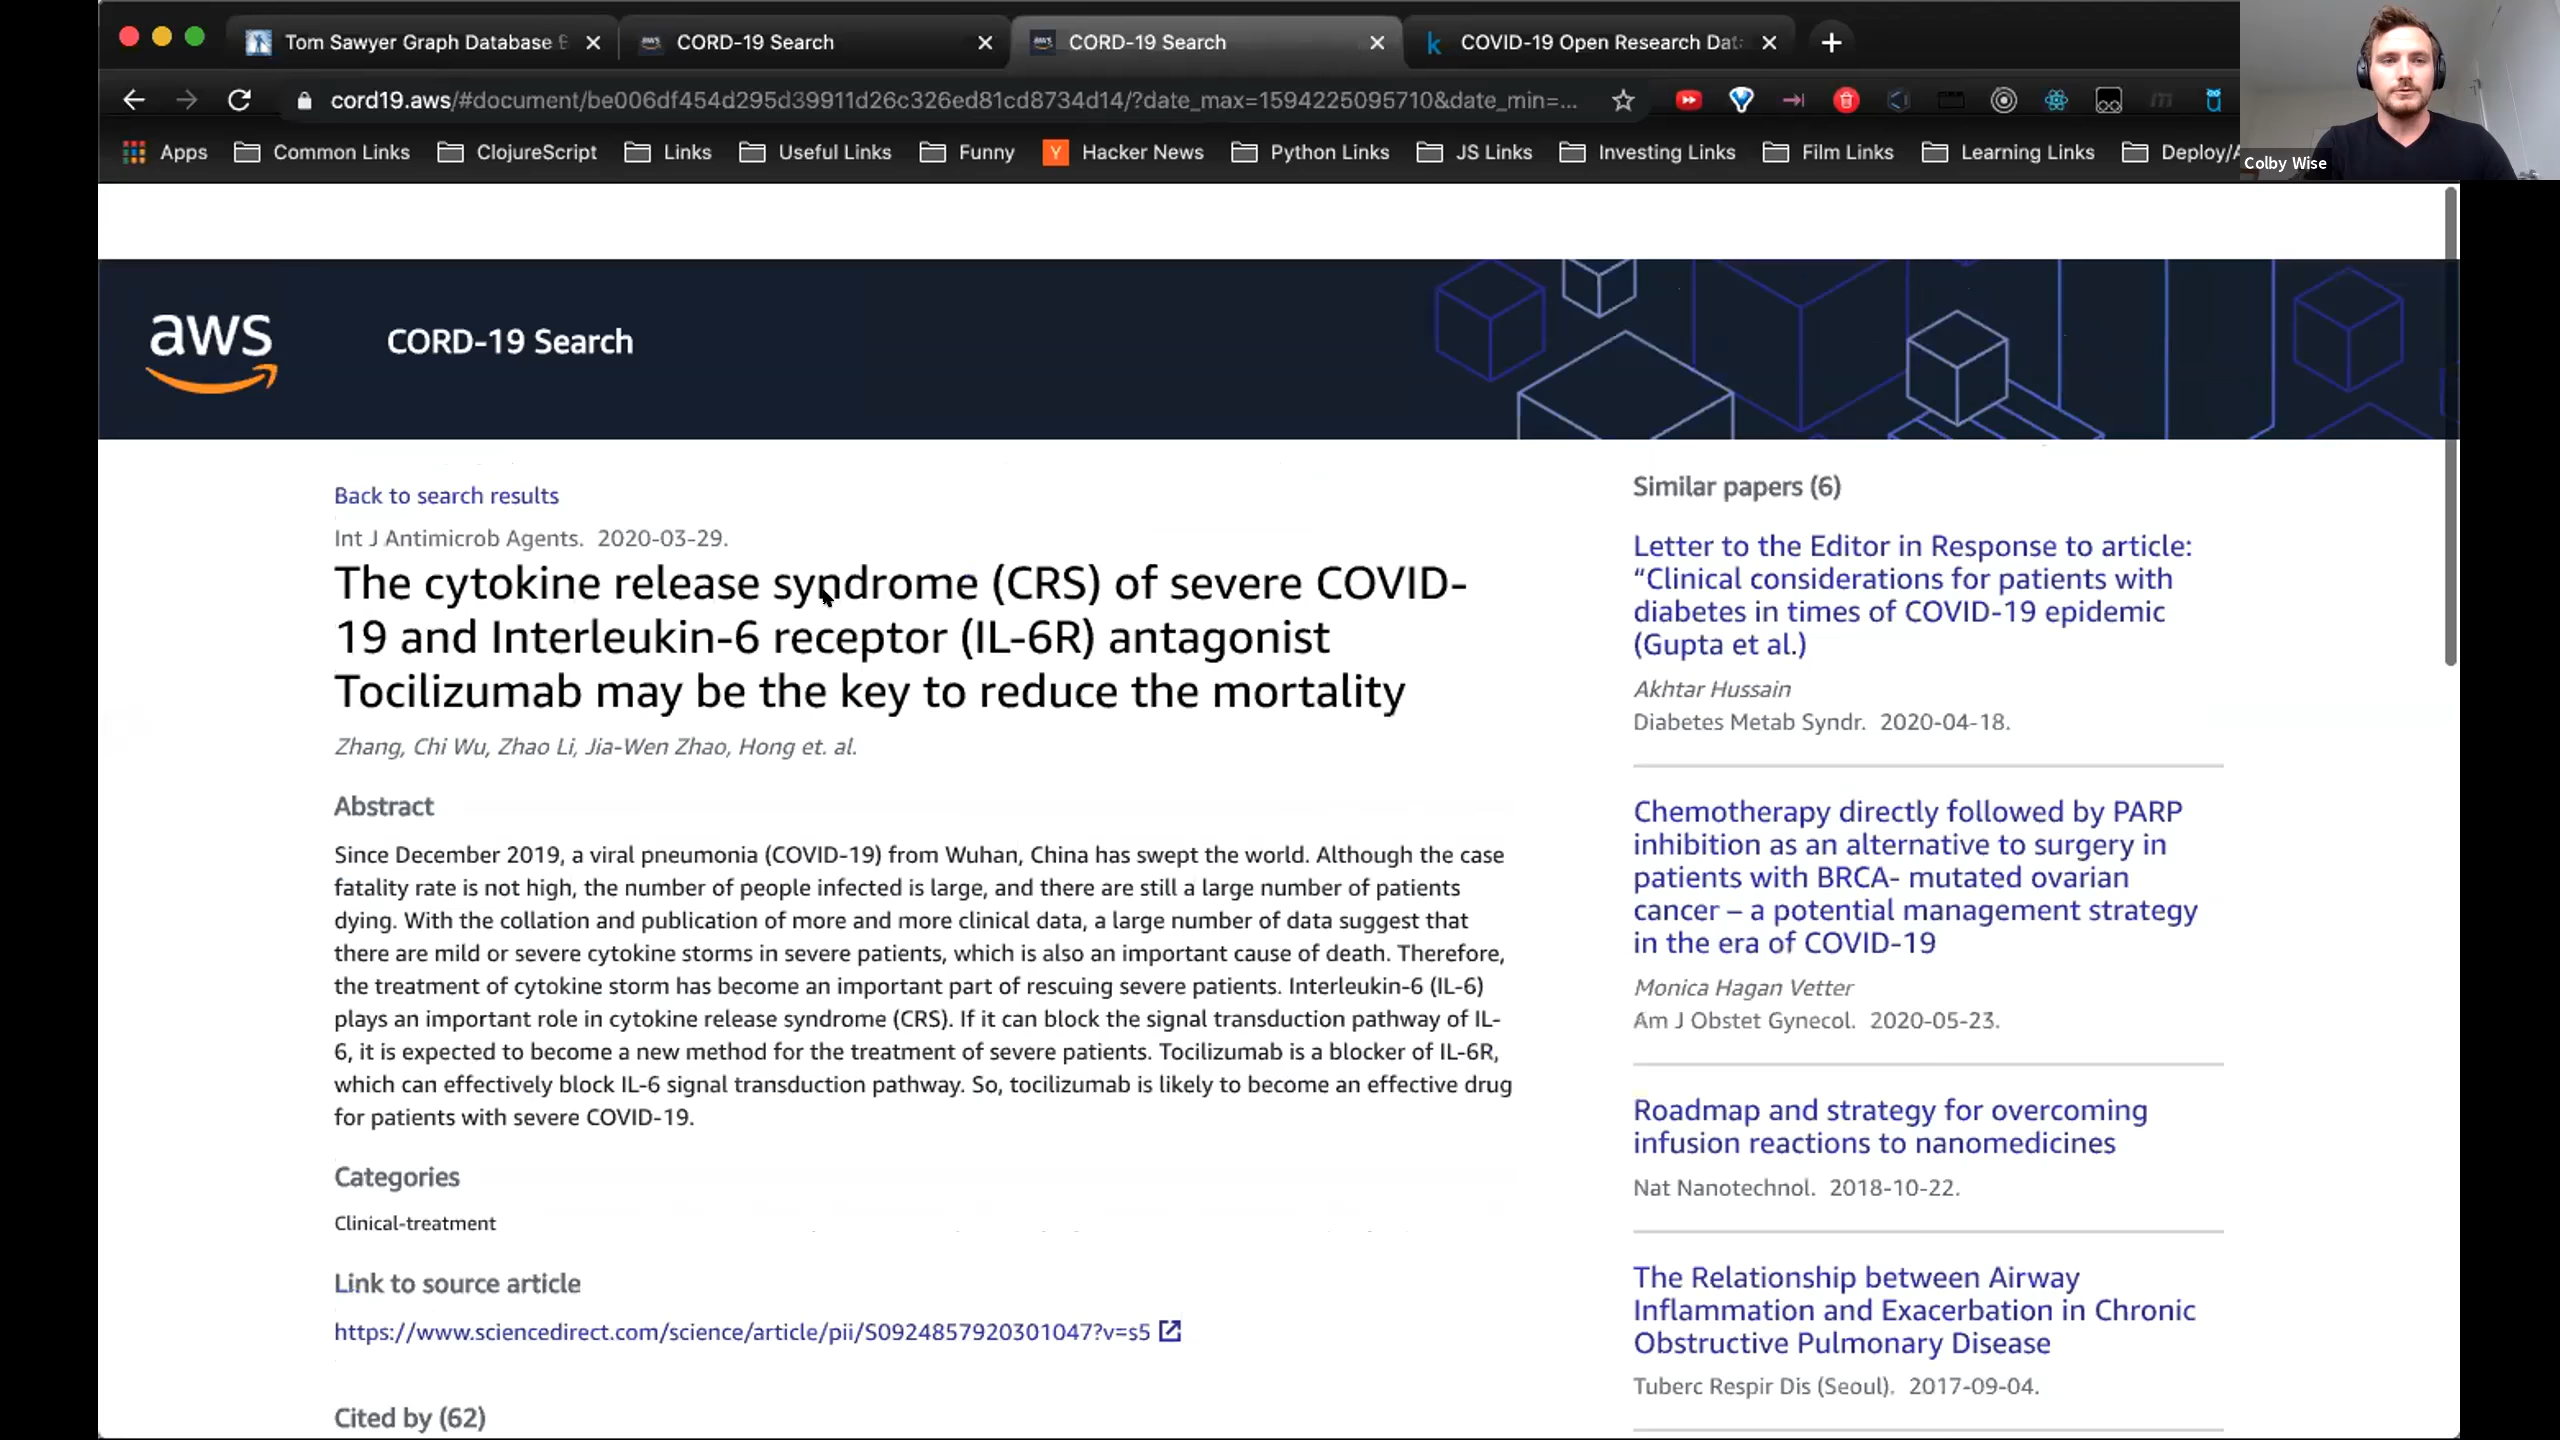 Tom Sawyer Graph Database
CORD-19 Search
CORD-19 Search
COVID-19 Open Research Dat
cord19.aws/#document/be006df454d295d39911d26c326ed81cd8734d14/?date_max=1594225095710&date_min=...
Apps
Common Links
ClojureScript
Links
Useful Links
Funny
Y
Hacker News
Python Links
JS Links
Investing Links
Film Links
Learning Links
Deploy/
Colby Wise
aws
CORD-19 Search
Back to search results
Int J Antimicrob Agents. 2020-03-29.
The cytokine release syndrome (CRS) of severe COVID-
19 and Interleukin-6 receptor (IL-6R) antagonist
Tocilizumab may be the key to reduce the mortality
Zhang, Chi Wu, Zhao Li, Jia-Wen Zhao, Hong et. al.
Abstract
Since December 2019, a viral pneumonia (COVID-19) from Wuhan, China has swept the world. Although the case
fatality rate is not high, the number of people infected is large, and there are still a large number of patients
dying. With the collation and publication of more and more clinical data, a large number of data suggest that
there are mild or severe cytokine storms in severe patients, which is also an important cause of death. Therefore,
the treatment of cytokine storm has become an important part of rescuing severe patients. Interleukin-6 (IL-6)
plays an important role in cytokine release syndrome (CRS). If it can block the signal transduction pathway of IL-
6, it is expected to become a new method for the treatment of severe patients. Tocilizumab is a blocker of IL-6R,
which can effectively block IL-6 signal transduction pathway. So, tocilizumab is likely to become an effective drug
for patients with severe COVID-19.
Categories
Clinical-treatment
Link to source article
https://www.sciencedirect.com/science/article/pii/S0924857920301047?v=s5
Cited by (62)
Similar papers (6)
Letter to the Editor in Response to article:
“Clinical considerations for patients with
diabetes in times of COVID-19 epidemic
(Gupta et al.)
Akhtar Hussain
Diabetes Metab Syndr. 2020-04-18.
Chemotherapy directly followed by PARP
inhibition as an alternative to surgery in
patients with BRCA- mutated ovarian
cancer – a potential management strategy
in the era of COVID-19
Monica Hagan Vetter
Am J Obstet Gynecol. 2020-05-23.
Roadmap and strategy for overcoming
infusion reactions to nanomedicines
Nat Nanotechnol. 2018-10-22.
The Relationship between Airway
Inflammation and Exacerbation in Chronic
Obstructive Pulmonary Disease
Tuberc Respir Dis (Seoul). 2017-09-04.